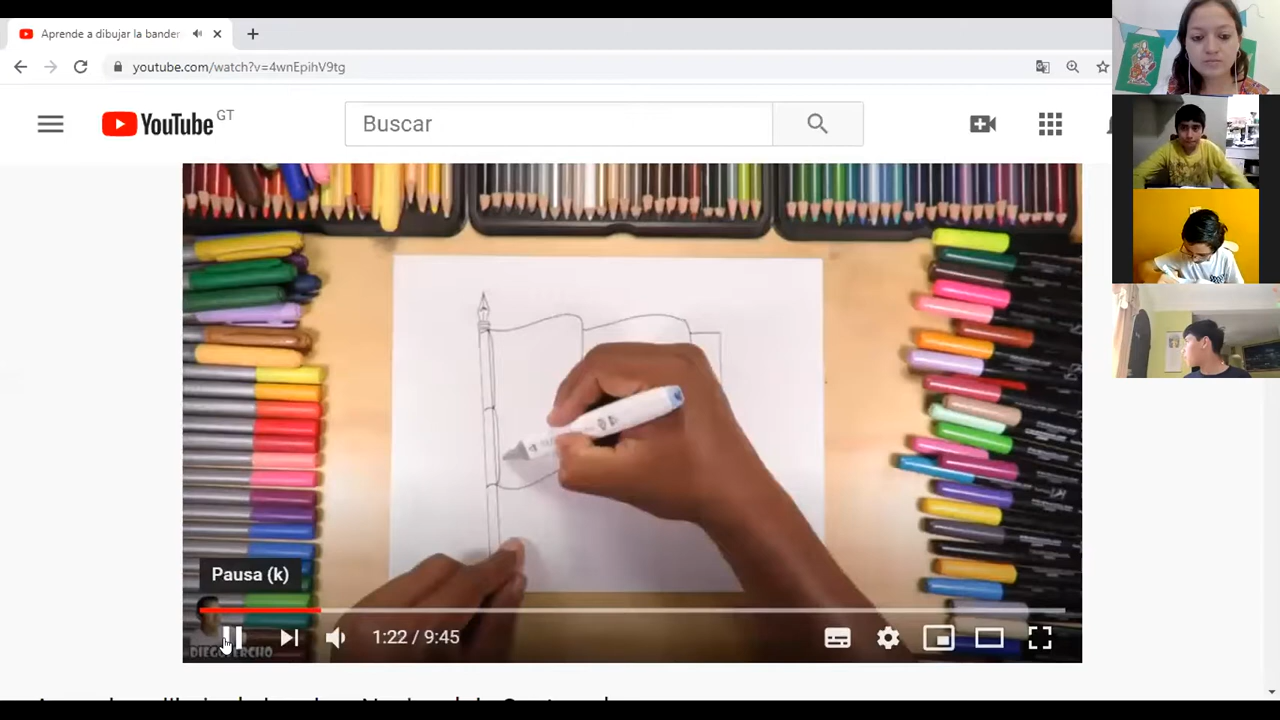 Aprende a dibujar la bander
youtube.com/watch?v=4wnEpihV9tg
YouTube GT
Buscar
Pausa (k)
1:22 / 9:45